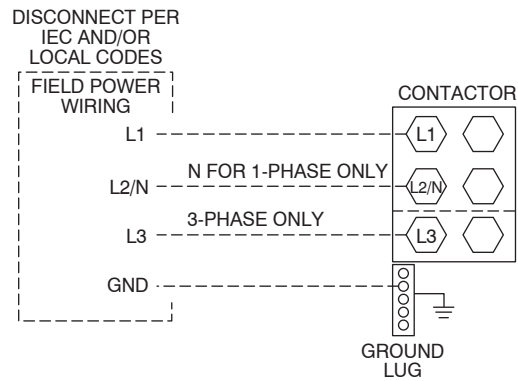 DISCONNECT PER
IEC AND/OR
LOCAL CODES
FIELD POWER
WIRING
CONTACTOR
L1
L1
L2/N
N FOR 1-PHASE ONLY
L2/N
L3
3-PHASE ONLY
L3
GND
GROUND
LUG